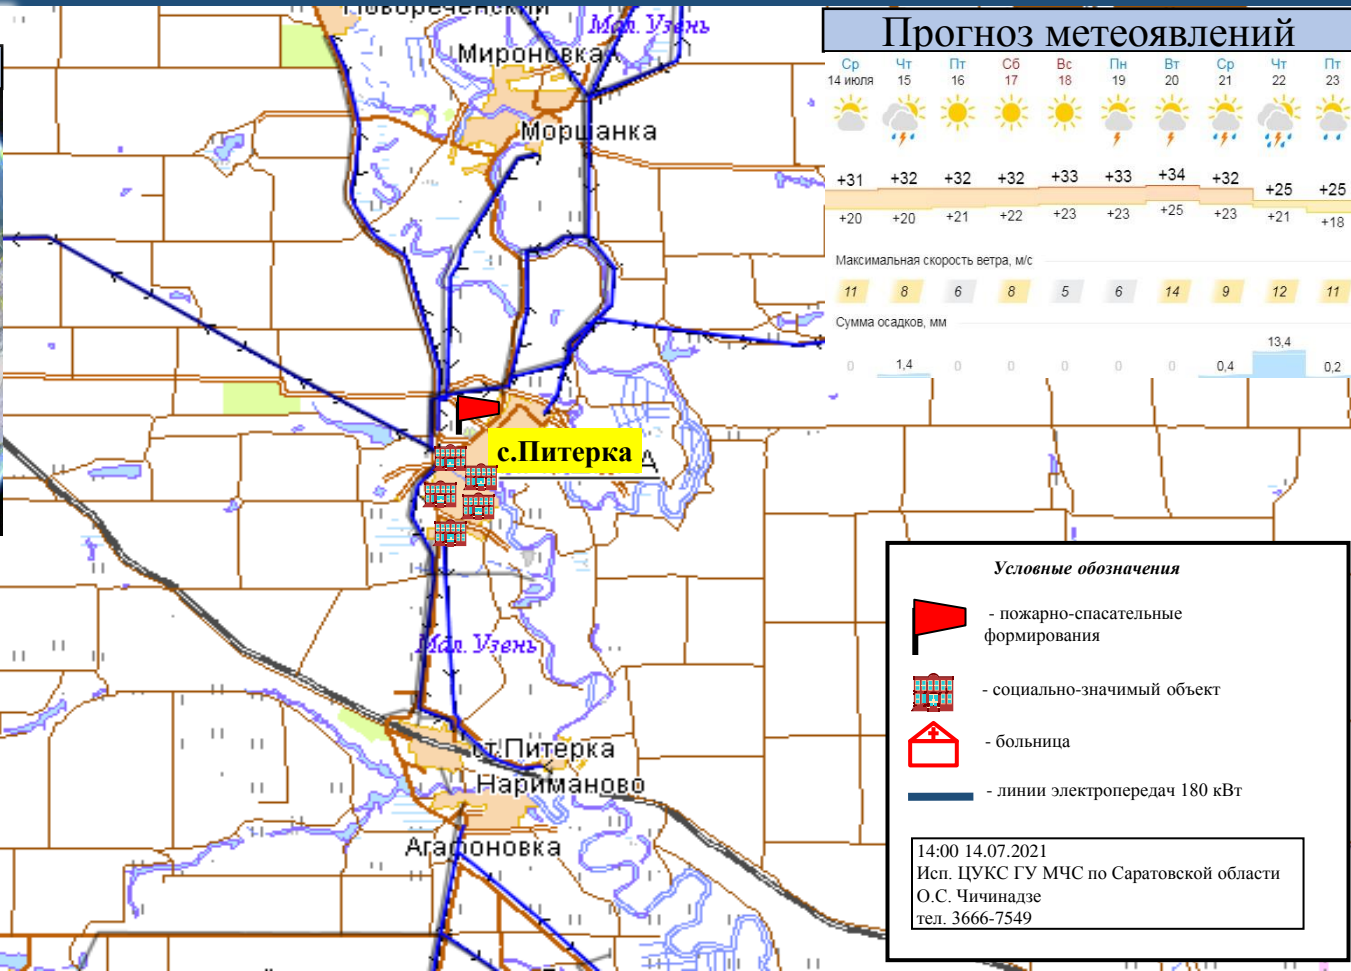 Новореченский
Мал. Узень
Мироновка
Моршанка
с.Питерка
Мал. Узень
ст.Питерка
Нариманово
Агафоновка
Прогноз метеоявлений
Ср Чт Пт Сб Вс Пн Вт Ср Чт Пт
14 июля 15 16 17 18 19 20 21 22 23
+31 +32 +32 +32 +33 +33 +34 +32 +25 +25
+20 +20 +21 +22 +23 +23 +25 +23 +21 +18
Максимальная скорость ветра, м/с
11 8 6 8 5 6 14 9 12 11
Сумма осадков, мм
0 1,4 0 0 0 0 0 0,4 13,4 0,2
Условные обозначения
- пожарно-спасательные
формирования
- социально-значимый объект
- больница
- линии электропередач 180 кВт
14:00 14.07.2021
Исп. ЦУКС ГУ МЧС по Саратовской области
О.С. Чичинадзе
тел. 3666-7549